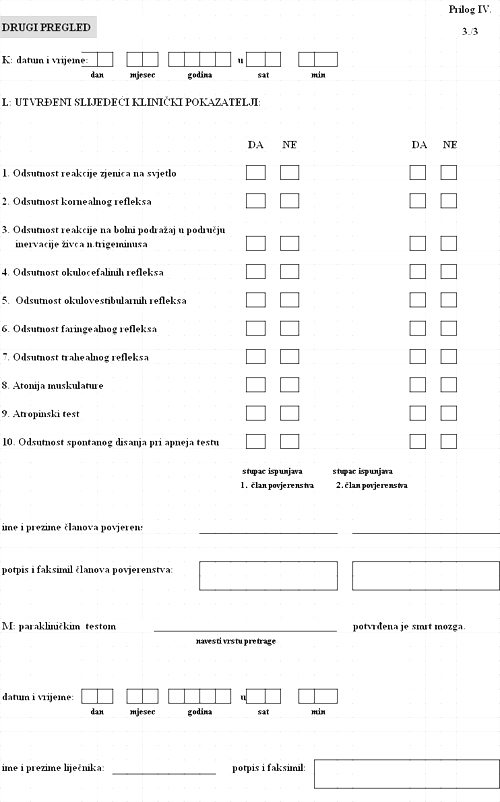 Prilog IV.
DRUGI PREGLED
3./3
K: datum i vrijeme: u
dan mjesec godina sat min
L: UTVRĐENI SLIJEDEĆI KLINIČKI POKAZATELJI:
DA NE DA NE
1. Odsutnost reakcije zjenica na svjetlo
2. Odsutnost kornealnog refleksa
3. Odsutnost reakcije na bolni podražaj u području
inervacije živca n.trigeminusa
4. Odsutnost okulocefalinih refleksa
5. Odsutnost okulovestibularnih refleksa
6. Odsutnost faringealnog refleksa
7. Odsutnost trahealnog refleksa
8. Atonija muskulature
9. Atropinski test
10. Odsutnost spontanog disanja pri apneja testu
stupac ispunjava stupac ispunjava
1. član povjerenstva 2. član povjerenstva
ime i prezime članova povjeren:
potpis i faksimil članova povjerenstva:
M: parakliničkim testom potvrđena je smrt mozga.
navesti vrstu pretrage
datum i vrijeme: u
dan mjesec godina sat min
ime i prezime liječnika: potpis i faksimil: